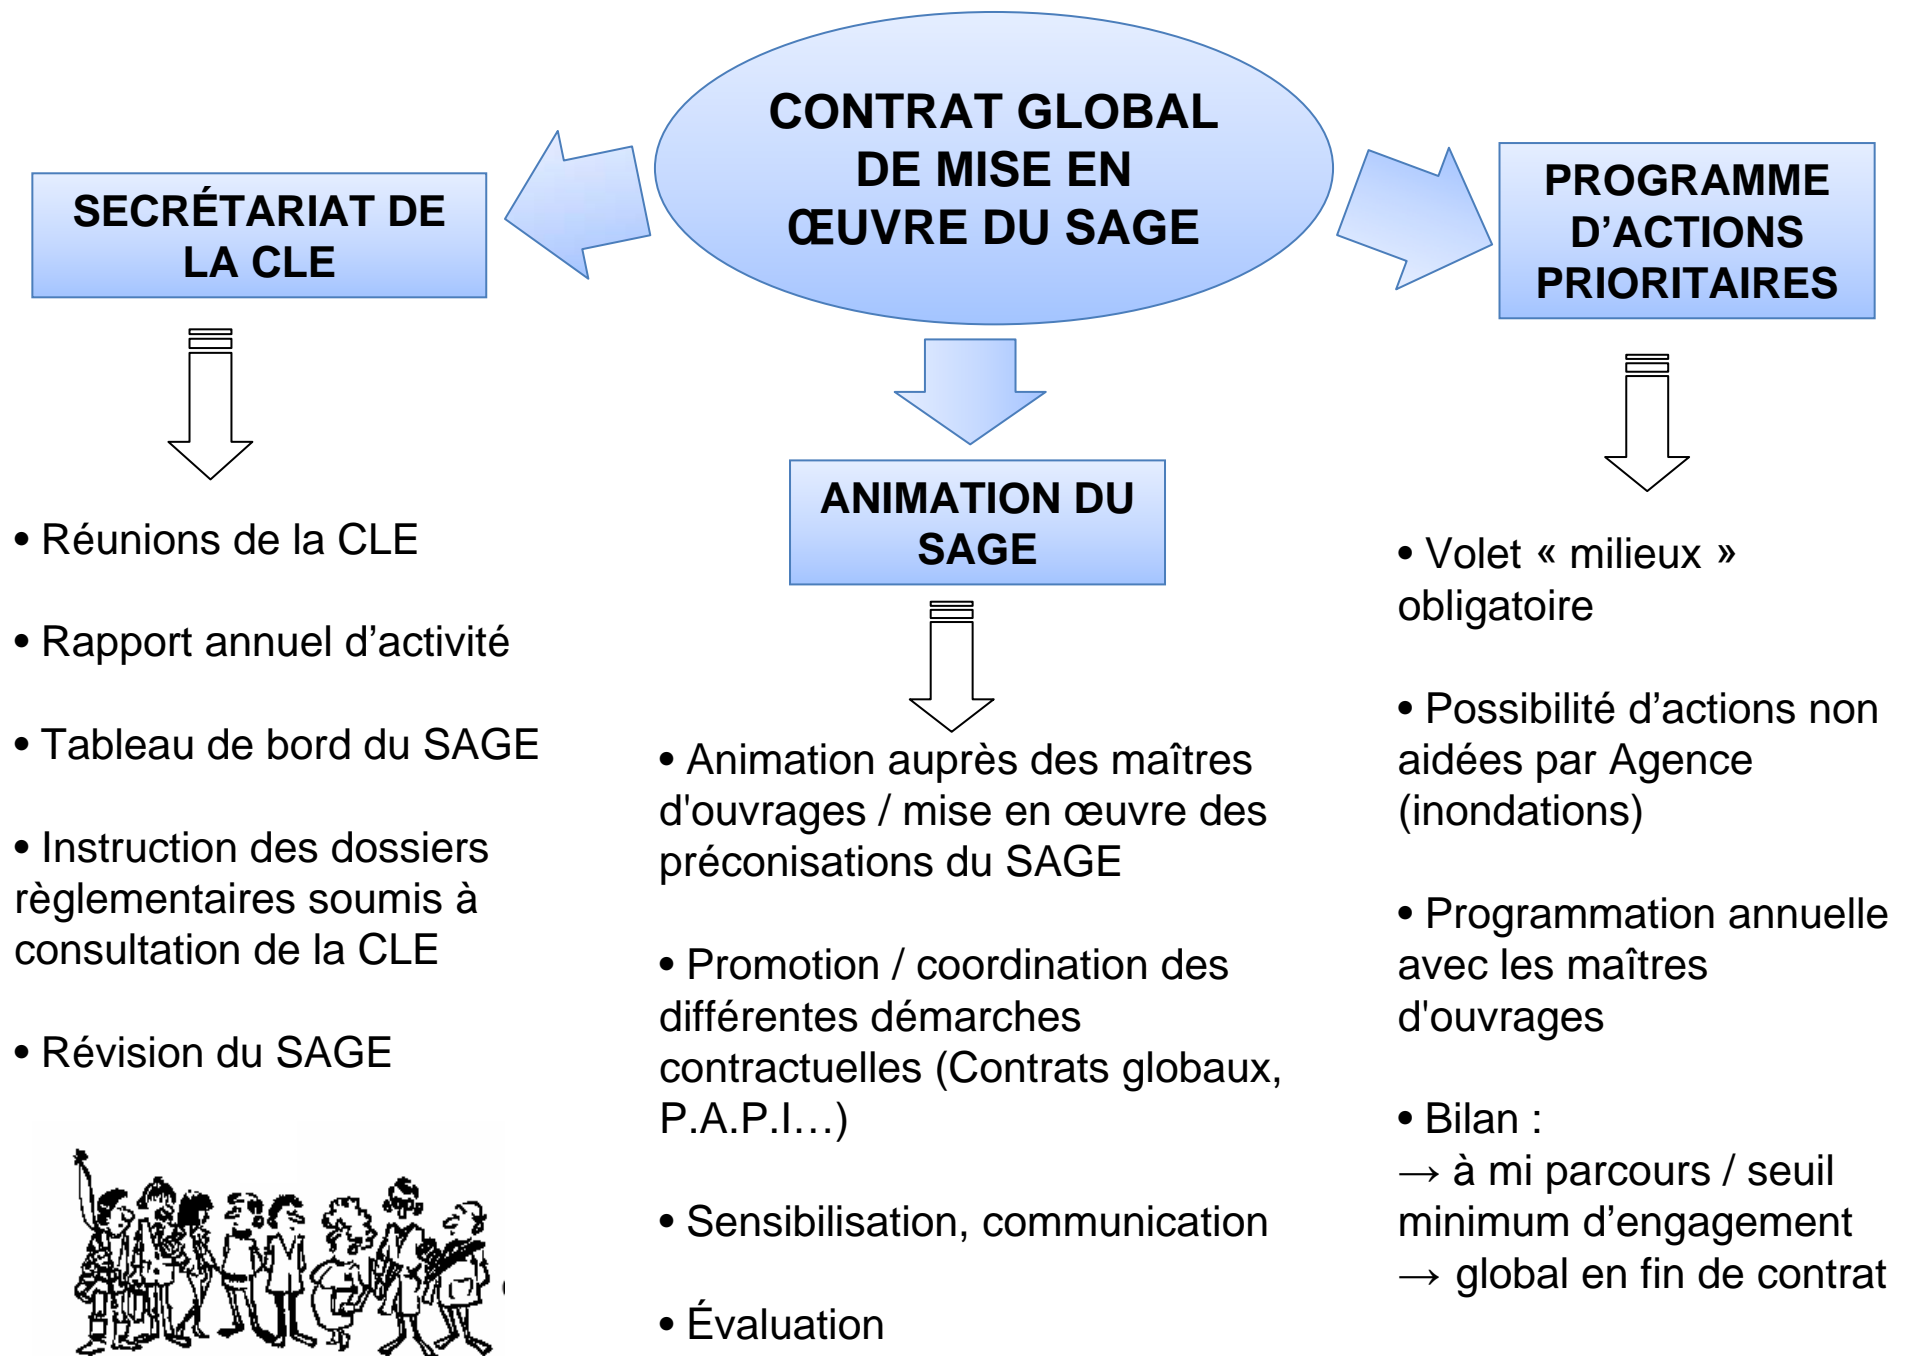 CONTRAT GLOBAL
DE MISE EN
ŒUVRE DU SAGE
SECRÉTARIAT DE
LA CLE
• Réunions de la CLE
• Rapport annuel d’activité
• Tableau de bord du SAGE
• Instruction des dossiers
règlementaires soumis à
consultation de la CLE
• Révision du SAGE
ANIMATION DU
SAGE
• Animation auprès des maîtres
d'ouvrages / mise en œuvre des
préconisations du SAGE
• Promotion / coordination des
différentes démarches
contractuelles (Contrats globaux,
P.A.P.I…)
• Sensibilisation, communication
• Évaluation
PROGRAMME
D’ACTIONS
PRIORITAIRES
• Volet « milieux »
obligatoire
• Possibilité d’actions non
aidées par Agence
(inondations)
• Programmation annuelle
avec les maîtres
d'ouvrages
• Bilan :
→ à mi parcours / seuil
minimum d’engagement
→ global en fin de contrat